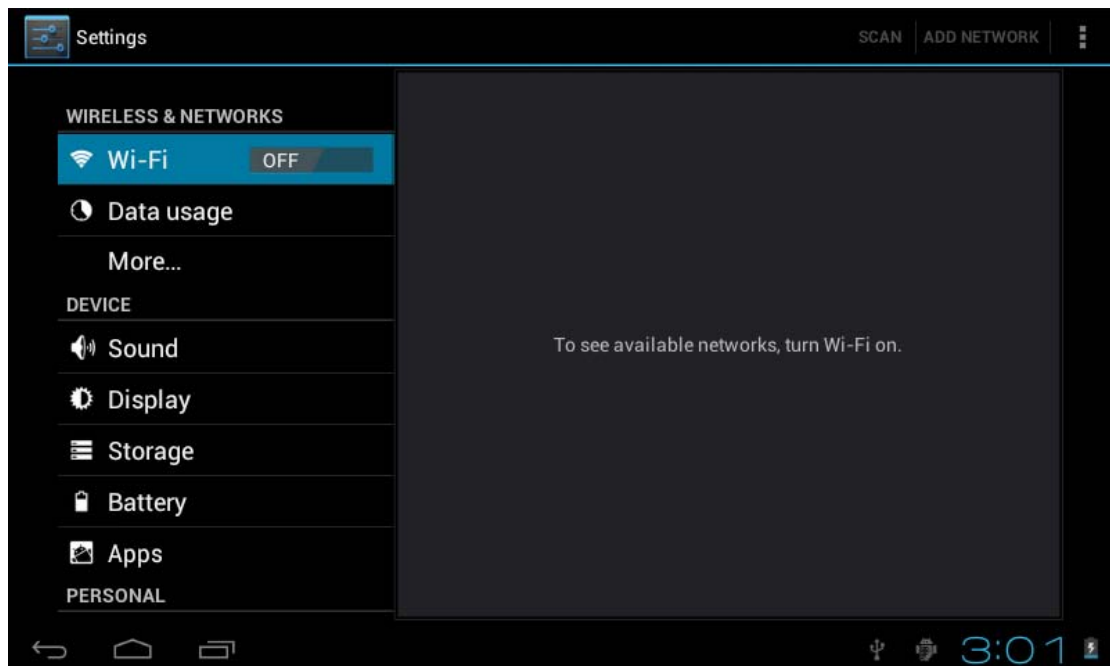 Settings
SCAN
ADD NETWORK
WIRELESS & NETWORKS
Wi-Fi OFF
Data usage
More...
DEVICE
Sound
Display
Storage
Battery
Apps
PERSONAL
To see available networks, turn Wi-Fi on.
3:01